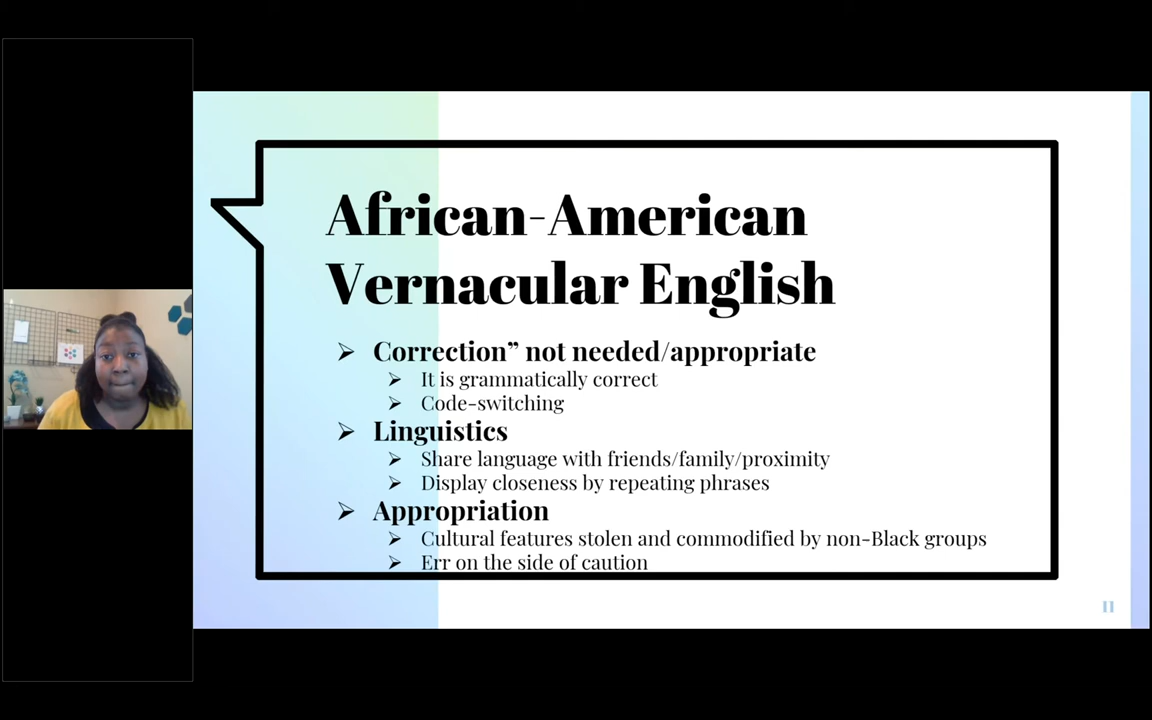 African-American
Vernacular English
➢ Correction” not needed/appropriate
➢ It is grammatically correct
➢ Code-switching
➢ Linguistics
➢ Share language with friends/family/proximity
➢ Display closeness by repeating phrases
➢ Appropriation
➢ Cultural features stolen and commodified by non-Black groups
➢ Err on the side of caution
11